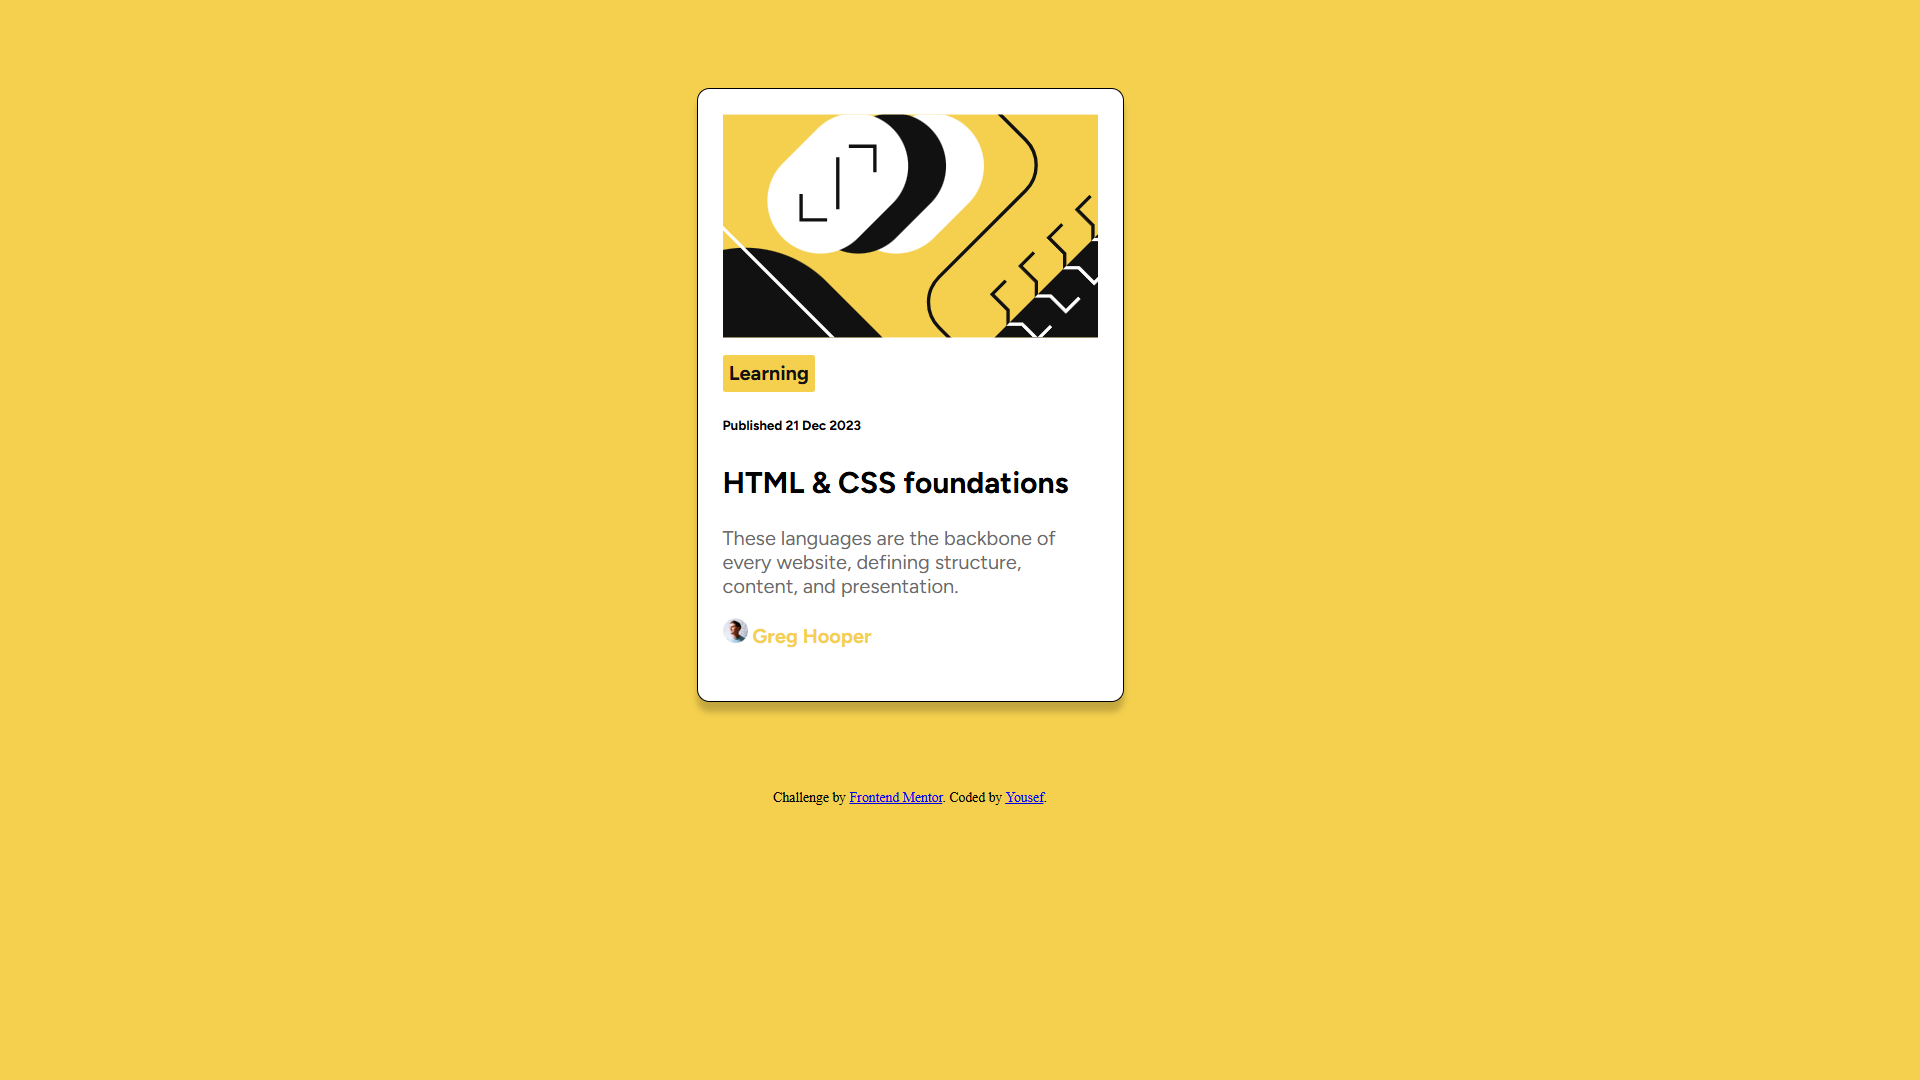 Learning
Published 21 Dec 2023
HTML & CSS foundations
These languages are the backbone of
every website, defining structure,
content, and presentation.
Greg Hooper
Challenge by Frontend Mentor. Coded by Yousef.